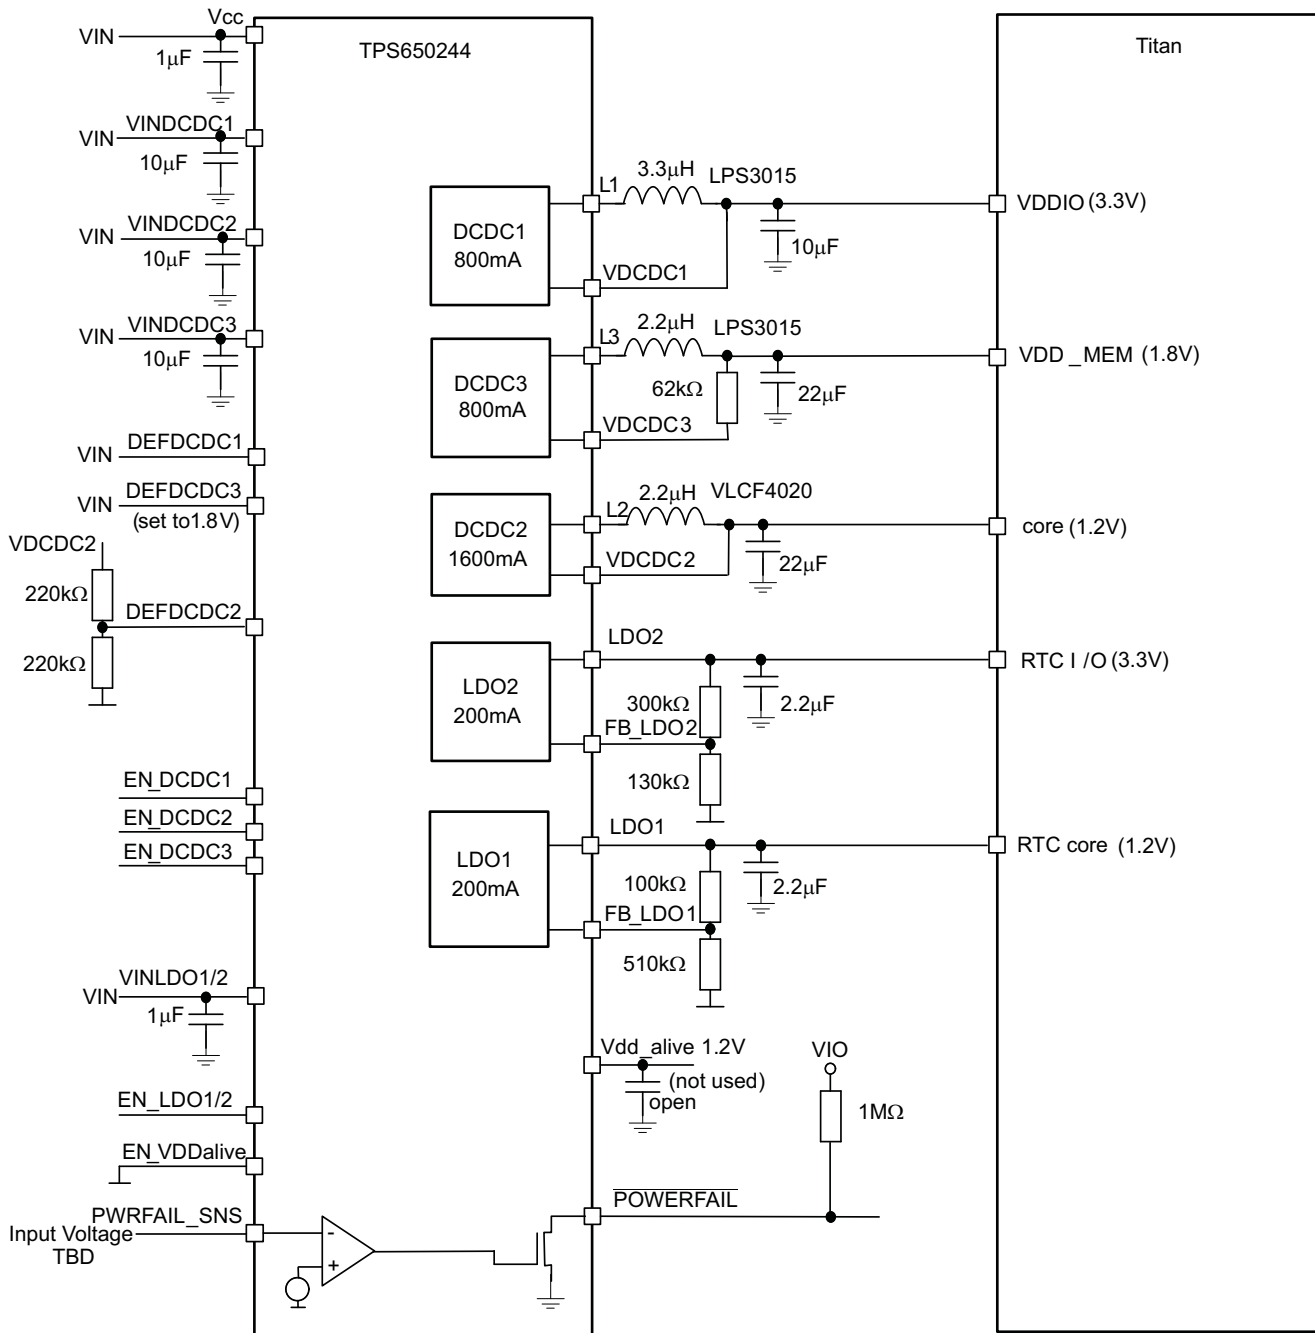 Vcc
VIN
1μF
TPS650244
Titan
VINDCDC1
VIN
10μF
VINDCDC2
VIN
10μF
VINDCDC3
VIN
10μF
DEFDCDC1
VIN
DEFDCDC3
VIN
(set to1.8V)
VDCDC2
220kΩ
DEFDCDC2
220kΩ
EN_DCDC1
EN_DCDC2
EN_DCDC3
VINLDO1/2
VIN
1μF
EN_LDO1/2
EN_VDDalive
PWRFAIL_SNS
Input Voltage
TBD
-
+
DCDC1
800mA
L1
3.3μH
LPS3015
10μF
VDCDC1
VDDIO (3.3V)
DCDC3
800mA
L3
2.2μH
LPS3015
62kΩ
22μF
VDCDC3
VDD_MEM (1.8V)
DCDC2
1600mA
L2
2.2μH
VLCF4020
VDCDC2
22μF
core (1.2V)
LDO2
200mA
LDO2
300kΩ
2.2μF
FB_LDO2
130kΩ
RTC I/O (3.3V)
LDO1
200mA
LDO1
100kΩ
2.2μF
FB_LDO1
510kΩ
RTC core (1.2V)
Vdd_alive 1.2V
(not used)
open
VIO
1MΩ
POWERFAIL